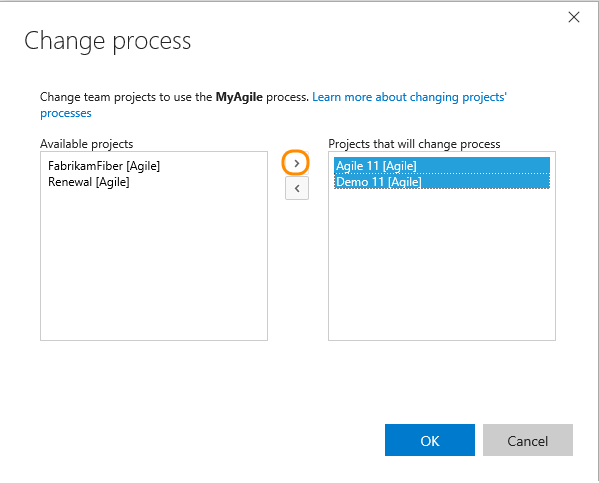 Change process
Change team projects to use the MyAgile process. Learn more about changing projects'
processes
Available projects
Projects that will change process
FabrikamFiber [Agile]
Renewal [Agile]
Agile 11 [Agile]
Demo 11 [Agile]
OK
Cancel